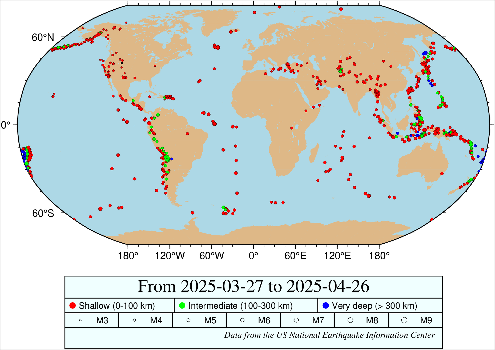 60°N
0°
60°S
180° 120°W 60°W 0° 60°E 120°E 180°
From 2025-03-27 to 2025-04-26
Shallow (0-100 km) Intermediate (100-300 km) Very deep (> 300 km)
M3 M4 M5 M6 M7 M8 M9
Data from the US National Earthquake Information Center